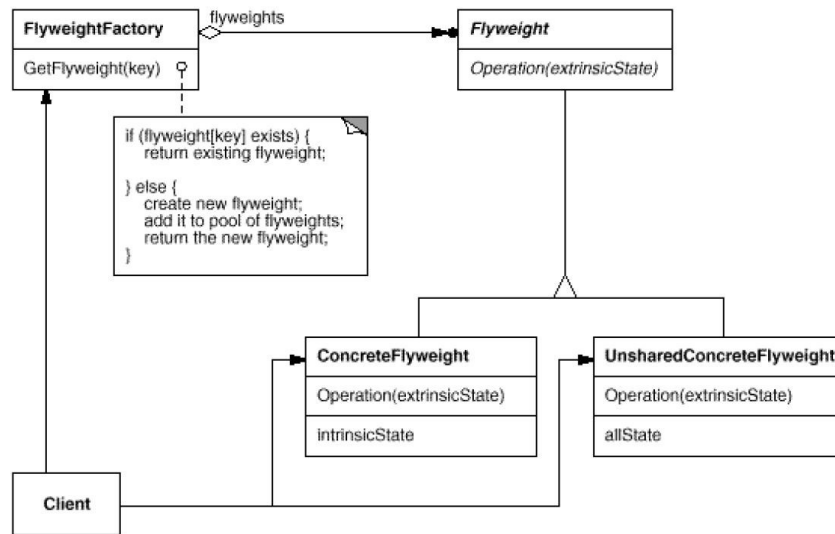 flyweights
FlyweightFactory
GetFlyweight(key)
Flyweight
Operation(extrinsicState)
if (flyweight[key] exists) {
return existing flyweight;
} else {
create new flyweight;
add it to pool of flyweights;
return the new flyweight;
}
ConcreteFlyweight
Operation(extrinsicState)
intrinsicState
UnsharedConcreteFlyweight
Operation(extrinsicState)
allState
Client